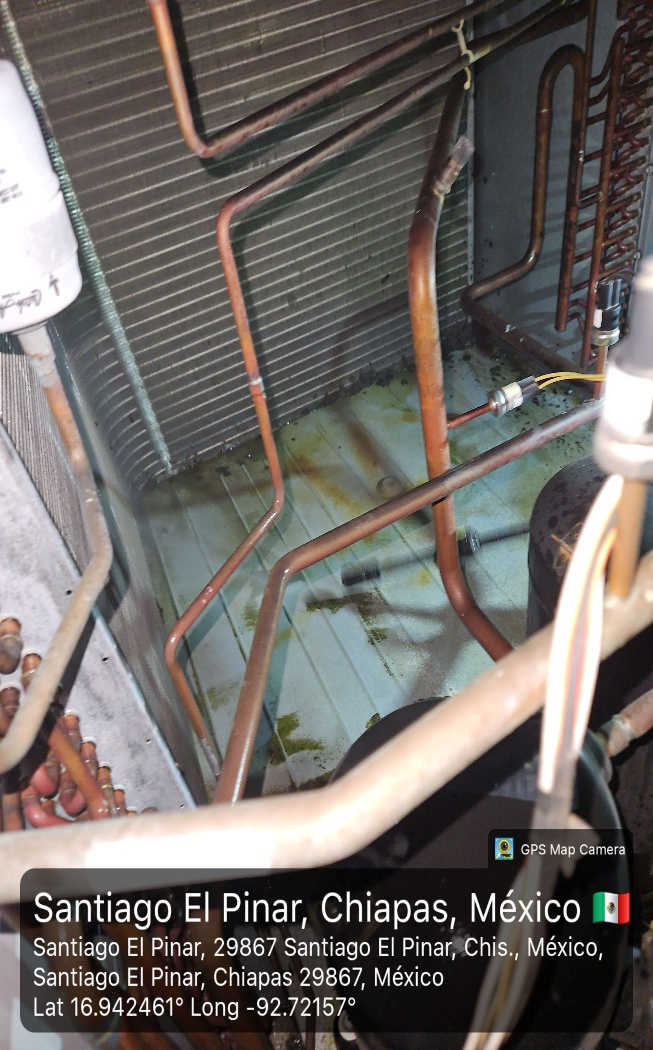 GPS Map Camera
Santiago El Pinar, Chiapas, México
Santiago El Pinar, 29867 Santiago El Pinar, Chis., México,
Santiago El Pinar, Chiapas 29867, México
Lat 16.942461° Long -92.72157°